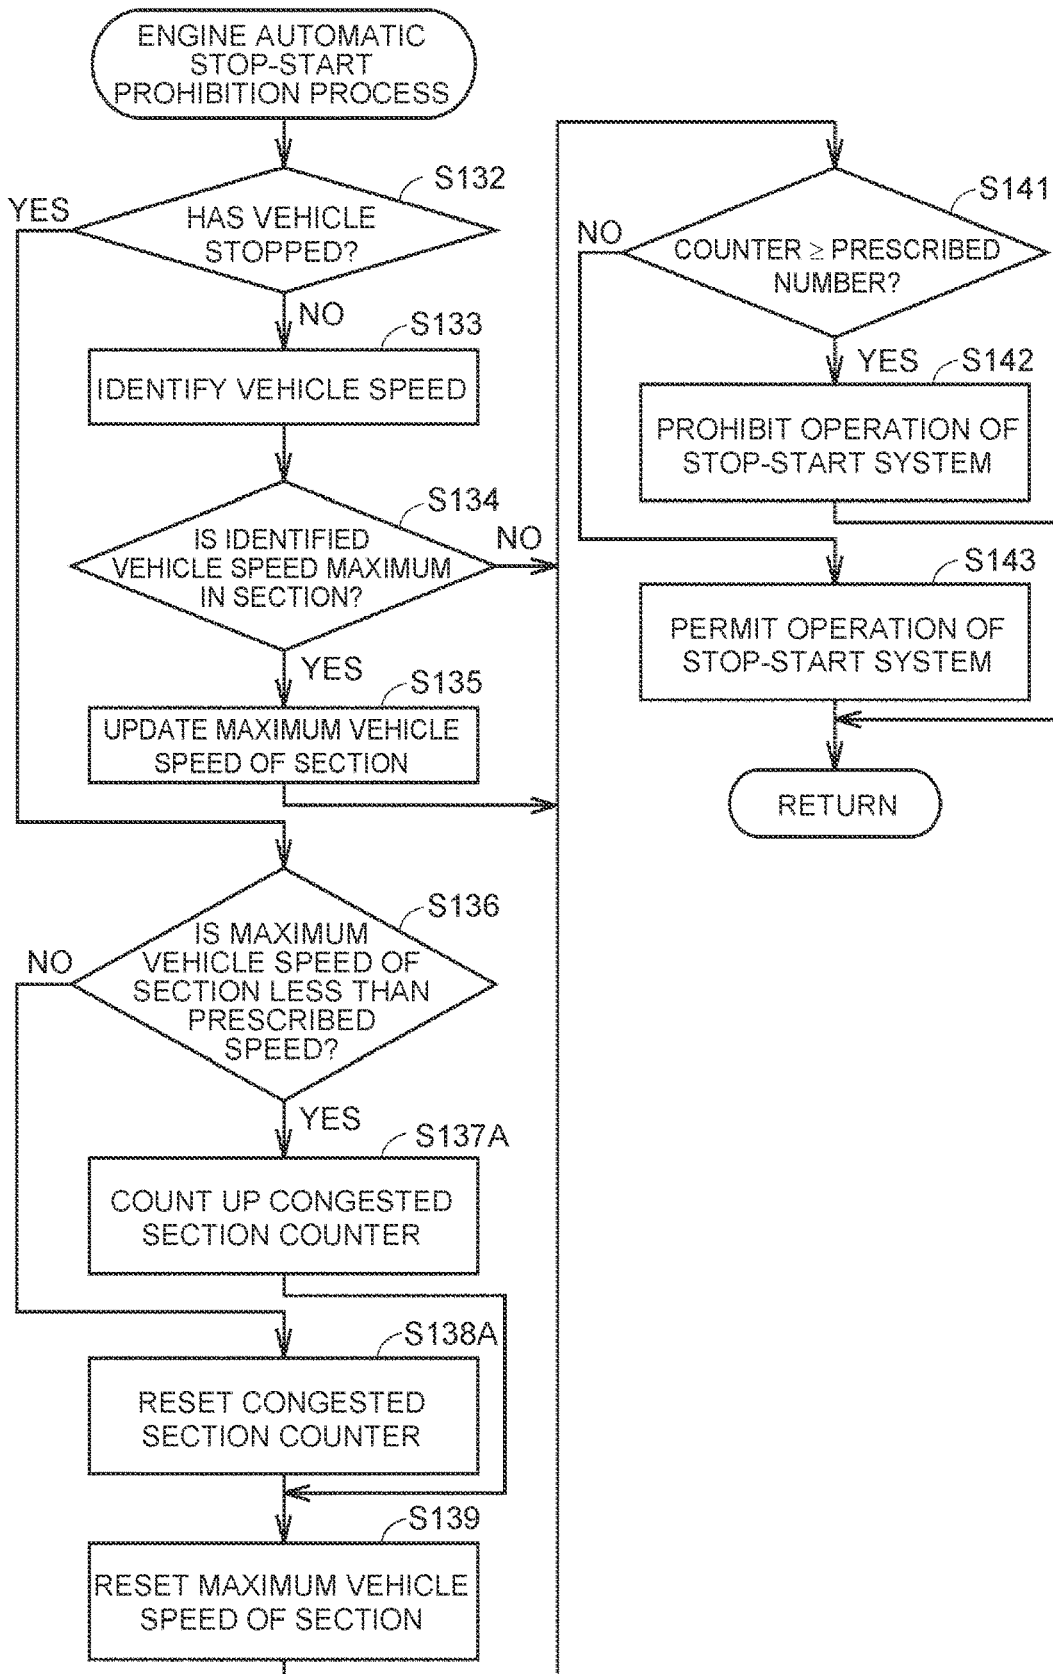 ENGINE AUTOMATIC
STOP-START
PROHIBITION PROCESS
S132
YES
HAS VEHICLE
STOPPED?
NO
S133
IDENTIFY VEHICLE SPEED
S134
IS IDENTIFIED
VEHICLE SPEED MAXIMUM
IN SECTION?
NO
YES
S135
UPDATE MAXIMUM VEHICLE
SPEED OF SECTION
S136
NO
IS MAXIMUM
VEHICLE SPEED OF
SECTION LESS THAN
PRESCRIBED
SPEED?
YES
S137A
COUNT UP CONGESTED
SECTION COUNTER
S138A
RESET CONGESTED
SECTION COUNTER
S139
RESET MAXIMUM VEHICLE
SPEED OF SECTION
S141
NO
COUNTER ≥ PRESCRIBED
NUMBER?
YES
S142
PROHIBIT OPERATION OF
STOP-START SYSTEM
S143
PERMIT OPERATION OF
STOP-START SYSTEM
RETURN